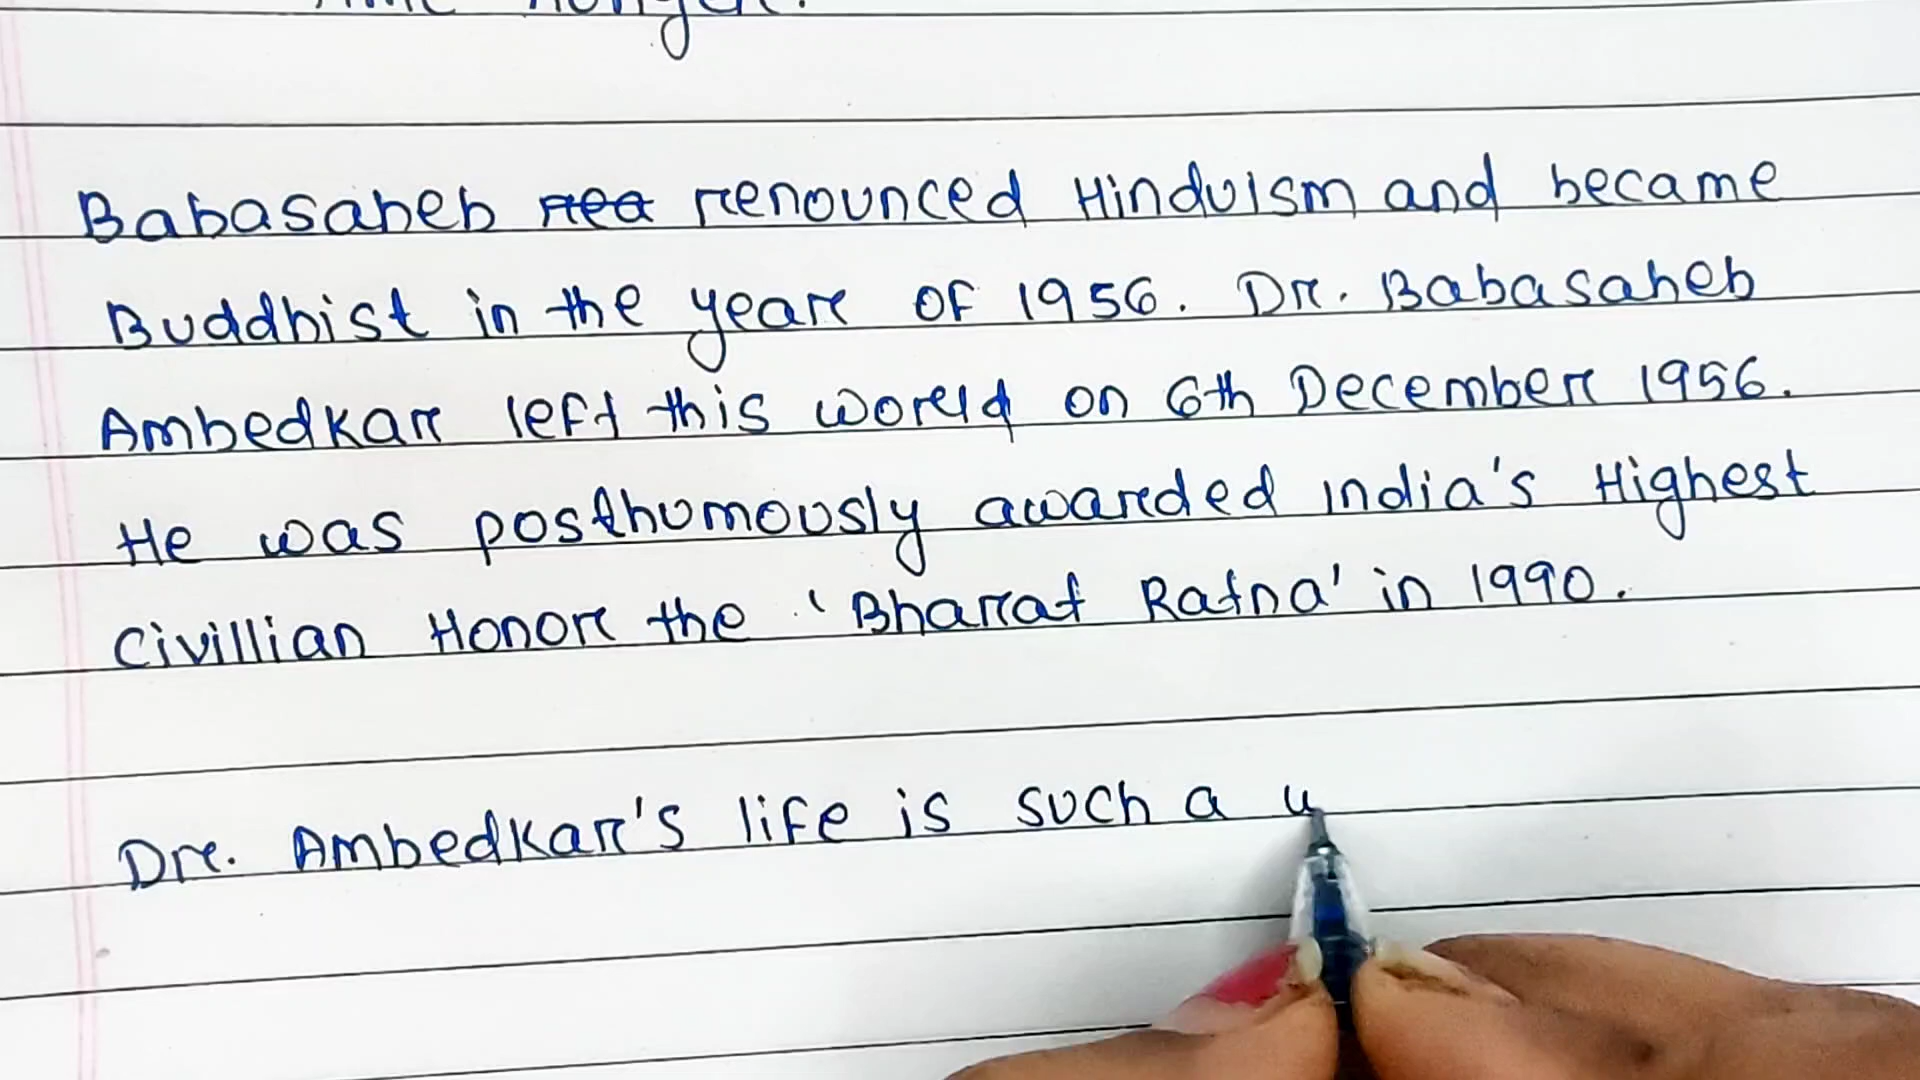 Babasaheb renounced Hinduism and became
Buddhist in the year of 1956. Dr. Babasaheb
Ambedkar left this world on 6th December 1956.
He was posthumously awarded india's Highest
civillian Honor the 'Bharat Ratna' in 1990.
Dr. Ambedkar's life is such a